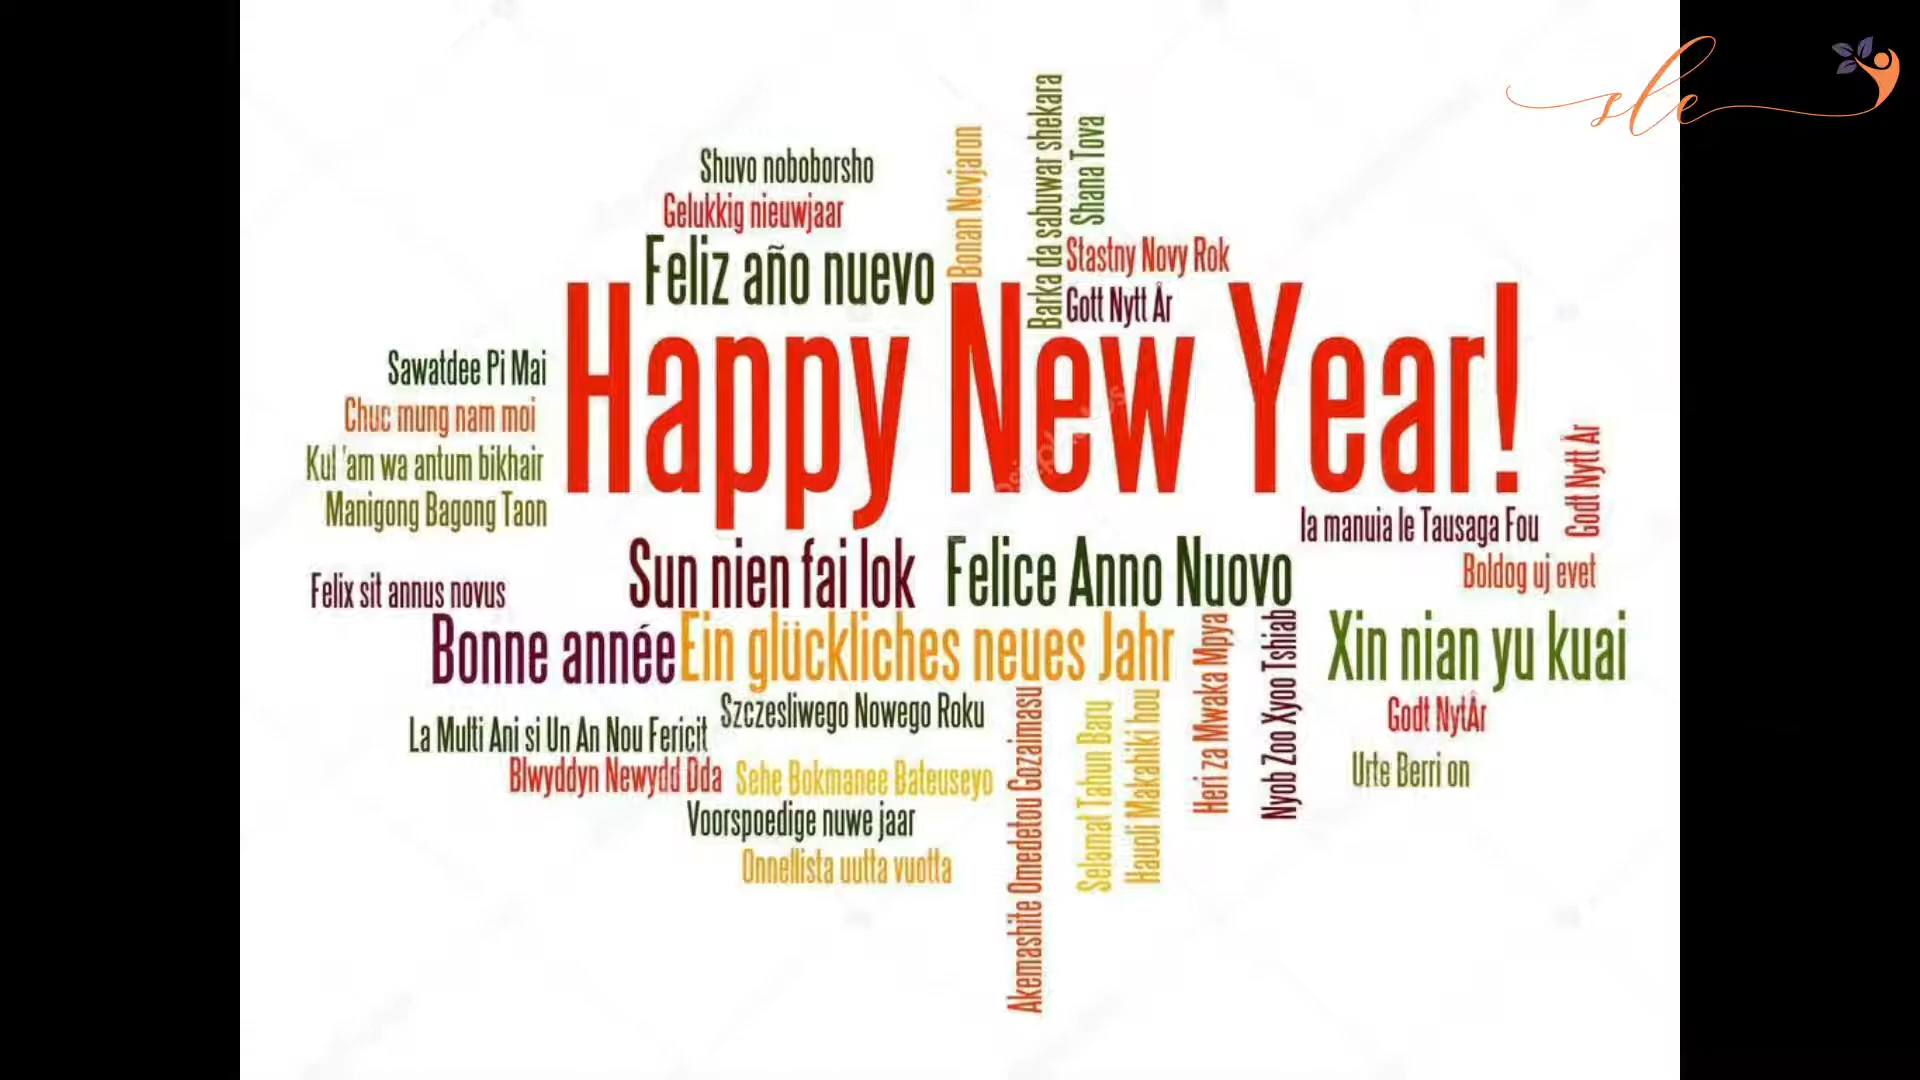 sle
Barka da sabuwar shekara
Shana Tova
Bonan Novjaron
Shuvo noboborsho
Gelukkig nieuwjaar
Feliz año nuevo
Stastny Novy Rok
Gott Nytt År
Happy New Year!
Sawatdee Pi Mai
Chuc mung nam moi
Kul 'am wa antum bikhair
Manigong Bagong Taon
Godt Nytt År
Ia manuia le Tausaga Fou
Boldog uj evet
Sun nien fai lok
Felice Anno Nuovo
Felix sit annus novus
Bonne année
Ein glückliches neues Jahr
Heri za Mwaka Mpya
Nyob Zoo Xyoo Tshiab
Xin nian yu kuai
Godt NytÅr
Urte Berri on
La Multi Ani si Un An Nou Fericit
Szczesliwego Nowego Roku
Blwyddyn Newydd Dda
Sehe Bokmanee Bateuseyo
Voorspoedige nuwe jaar
Onnellista uutta vuotta
Akemashite Omedetou Gozaimasu
Selamat Tahun Baru
Hauoli Makahiki hou